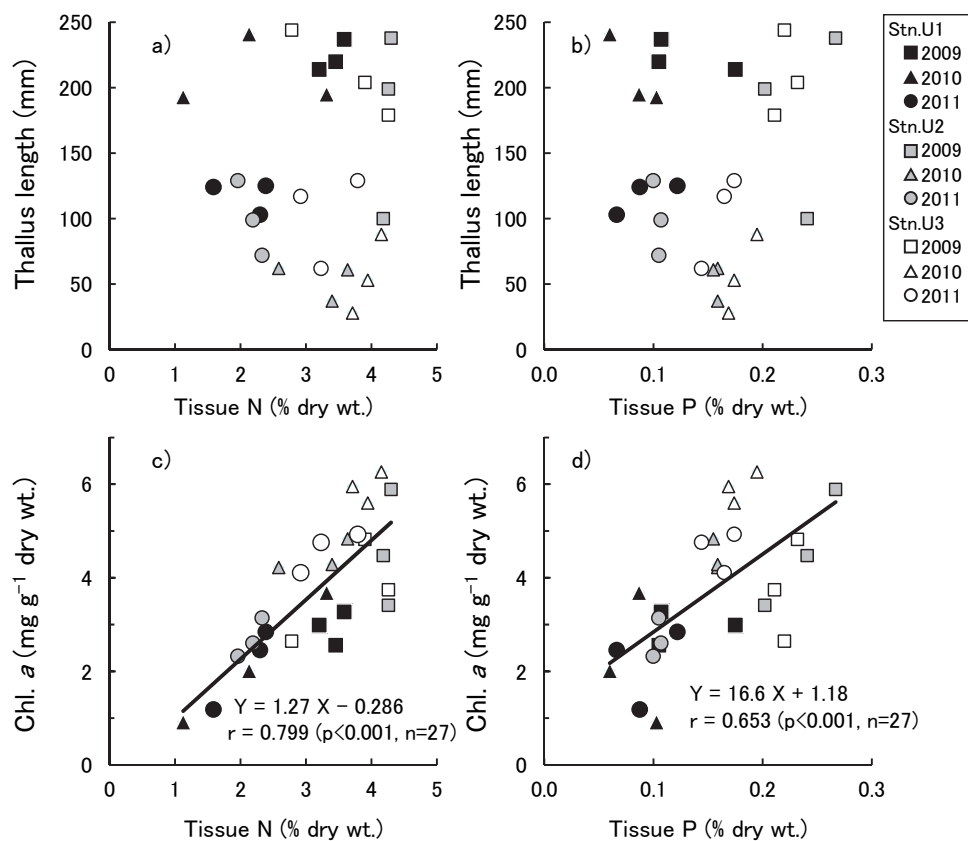 a)
Thallus length (mm)
250
200
150
100
50
0
0 1 2 3 4 5
Tissue N (% dry wt.)
b)
Thallus length (mm)
250
200
150
100
50
0
0.0 0.1 0.2 0.3
Tissue P (% dry wt.)
Stn.U1
2009
2010
2011
Stn.U2
2009
2010
2011
Stn.U3
2009
2010
2011
c)
Chl. a (mg g⁻¹ dry wt.)
6
4
2
0
Y = 1.27 X − 0.286
r = 0.799 (p<0.001, n=27)
0 1 2 3 4 5
Tissue N (% dry wt.)
d)
Chl. a (mg g⁻¹ dry wt.)
6
4
2
0
Y = 16.6 X + 1.18
r = 0.653 (p<0.001, n=27)
0.0 0.1 0.2 0.3
Tissue P (% dry wt.)